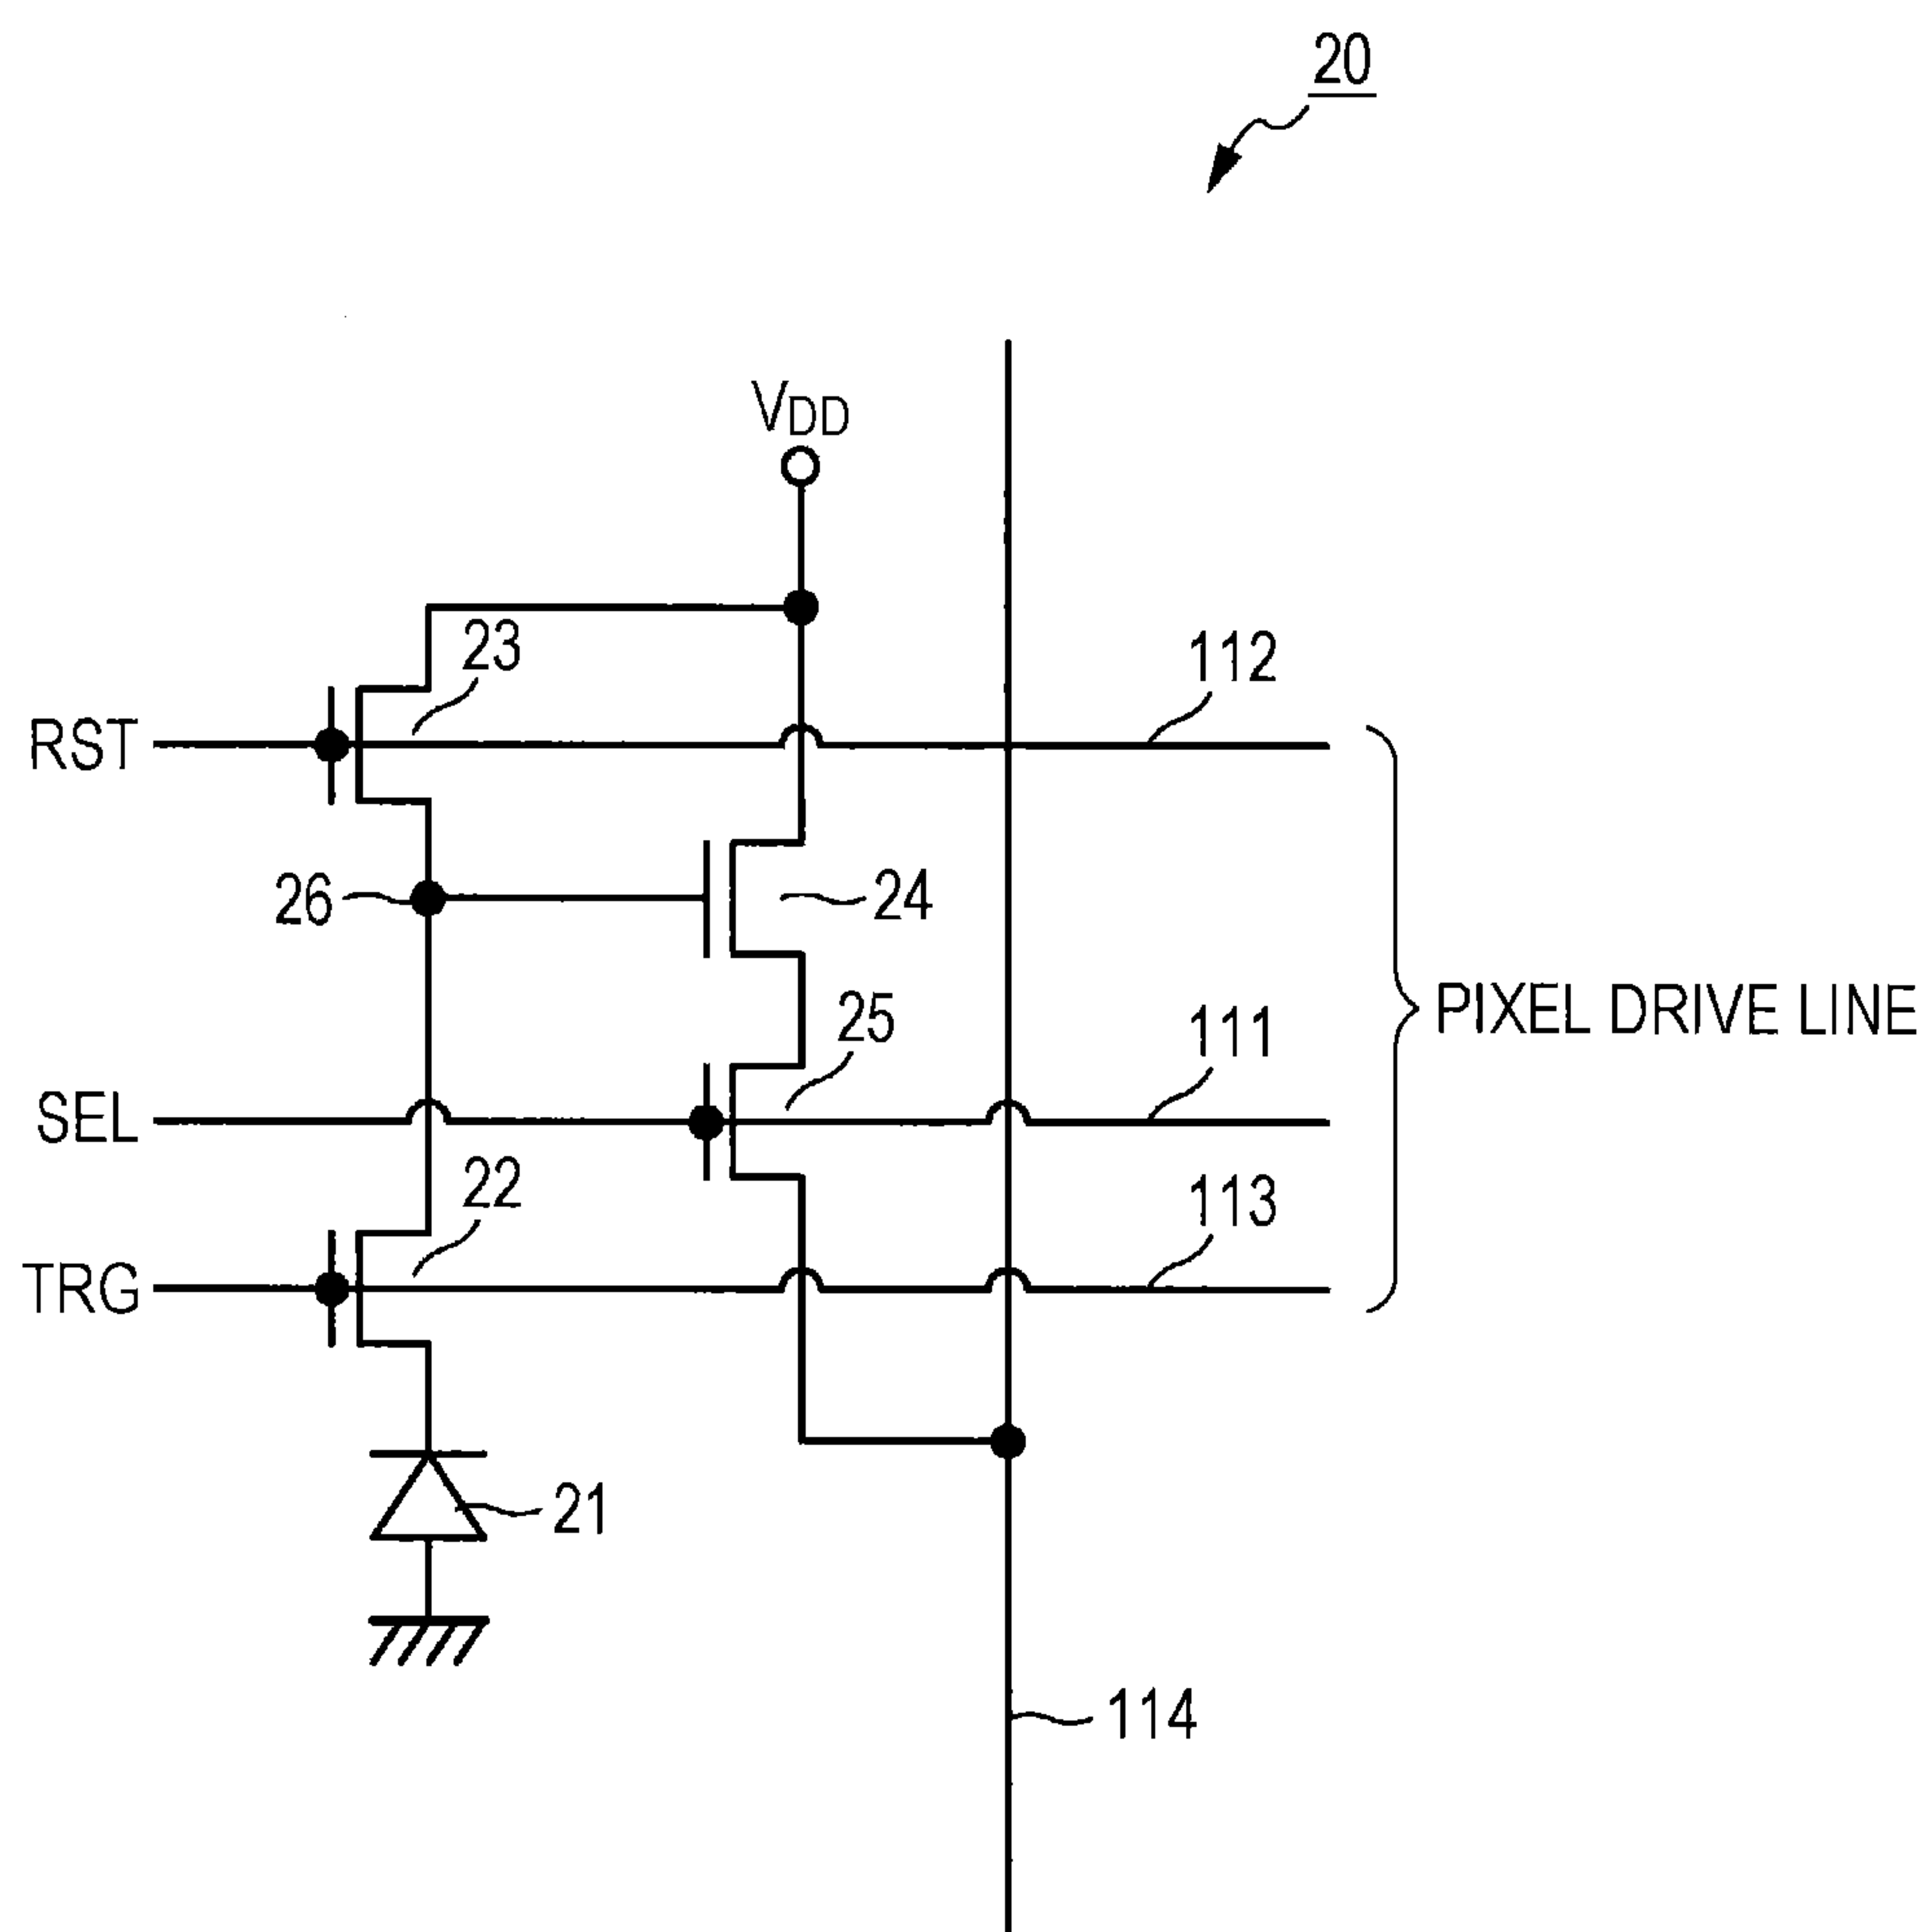 20
VDD
23
112
RST
26
24
25
111
PIXEL DRIVE LINE
SEL
22
113
TRG
21
114